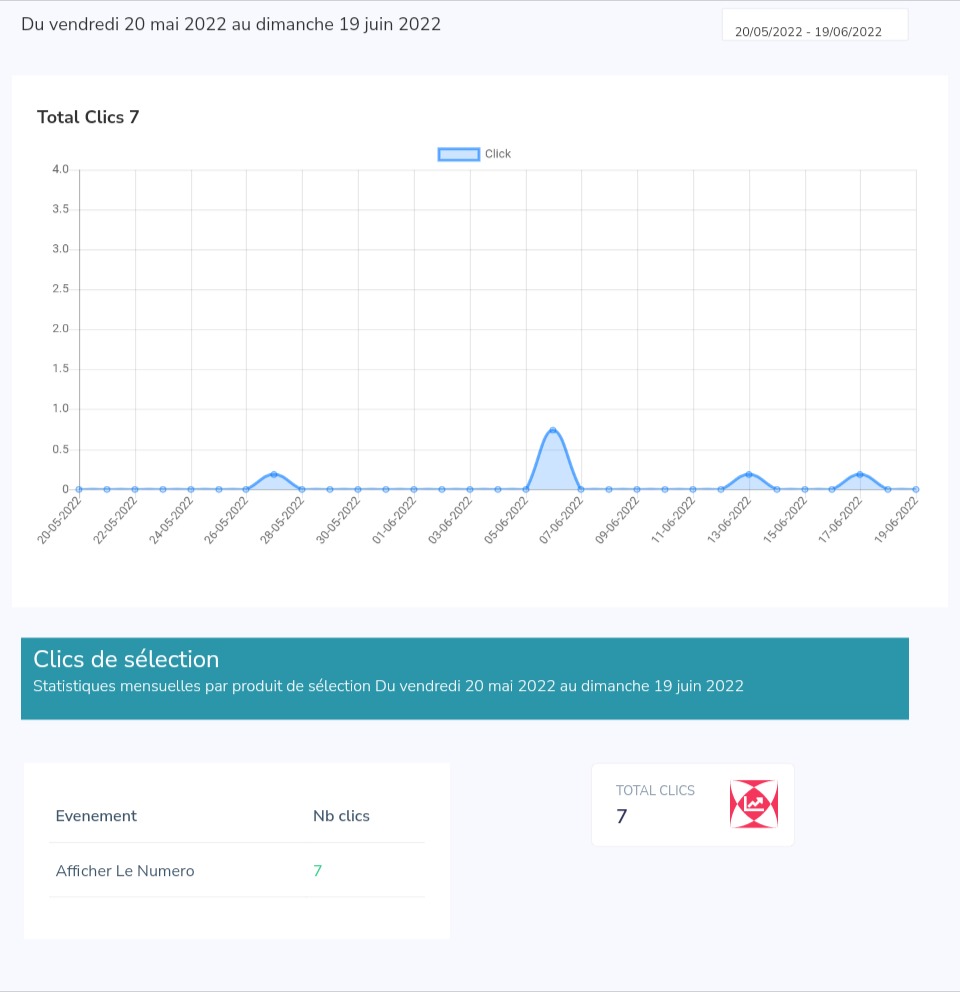 Du vendredi 20 mai 2022 au dimanche 19 juin 2022
20/05/2022 - 19/06/2022
Total Clics 7
Click
4.0
3.5
3.0
2.5
2.0
1.5
1.0
0.5
0
20-05-2022
22-05-2022
24-05-2022
26-05-2022
28-05-2022
30-05-2022
01-06-2022
03-06-2022
05-06-2022
07-06-2022
09-06-2022
11-06-2022
13-06-2022
15-06-2022
17-06-2022
19-06-2022
Clics de sélection
Statistiques mensuelles par produit de sélection Du vendredi 20 mai 2022 au dimanche 19 juin 2022
Evenement Nb clics
Afficher Le Numero 7
TOTAL CLICS
7